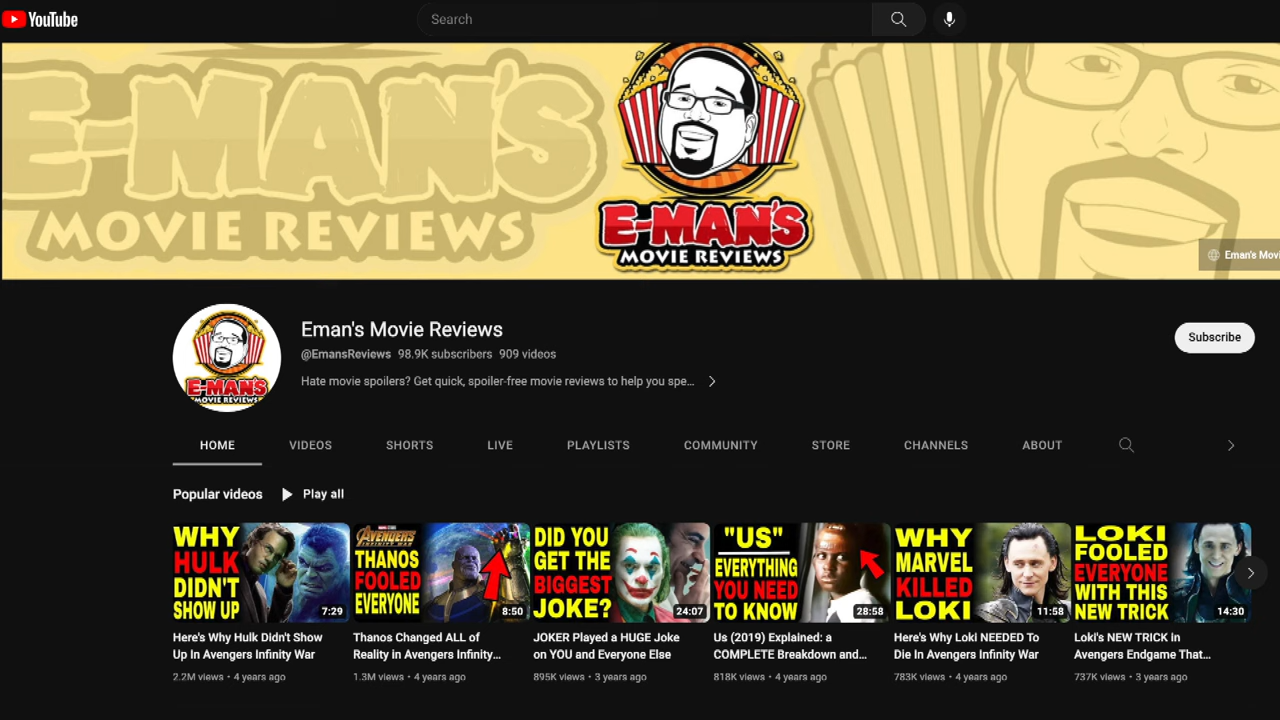 YouTube
Search
E-MAN'S
MOVIE REVIEWS
E-MAN'S
MOVIE REVIEWS
Eman's Movi
E-MAN'S
MOVIE REVIEWS
Eman's Movie Reviews
@EmansReviews 98.9K subscribers 909 videos
Hate movie spoilers? Get quick, spoiler-free movie reviews to help you spe...
Subscribe
HOME VIDEOS SHORTS LIVE PLAYLISTS COMMUNITY STORE CHANNELS ABOUT
Popular videos Play all
WHY
HULK
DIDN'T
SHOW UP
7:29
AVENGERS
INFINITY WAR
THANOS
FOOLED
EVERYONE
8:50
DID YOU
GET THE
BIGGEST
JOKE?
24:07
"US"
EVERYTHING
YOU NEED
TO KNOW
28:58
WHY
MARVEL
KILLED
LOKI
11:58
LOKI
FOOLED
EVERYONE
WITH THIS
NEW TRICK
14:30
Here's Why Hulk Didn't Show
Up In Avengers Infinity War
2.2M views • 4 years ago
Thanos Changed ALL of
Reality in Avengers Infinity...
1.3M views • 4 years ago
JOKER Played a HUGE Joke
on YOU and Everyone Else
895K views • 3 years ago
Us (2019) Explained: a
COMPLETE Breakdown and...
818K views • 4 years ago
Here's Why Loki NEEDED To
Die In Avengers Infinity War
783K views • 4 years ago
Loki's NEW TRICK in
Avengers Endgame That...
737K views • 3 years ago